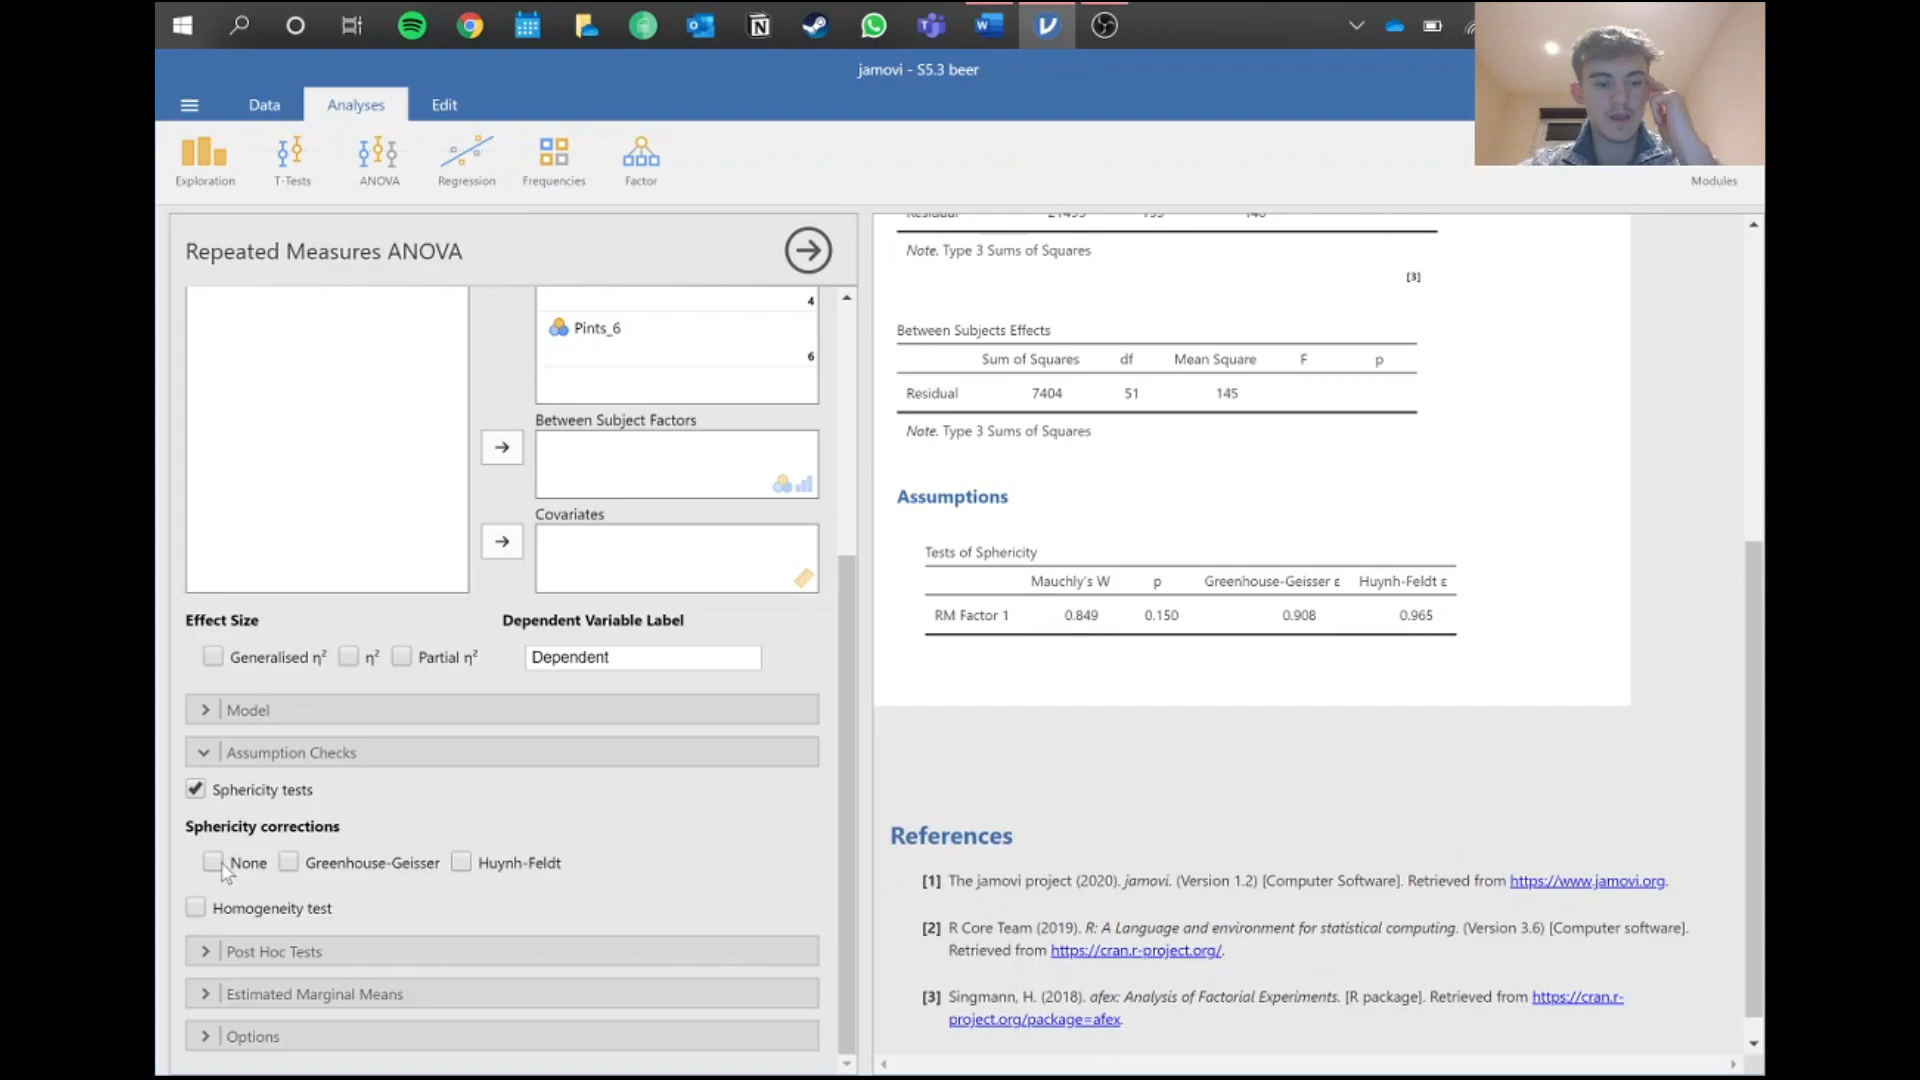 jamovi - S5.3 beer
Data Analyses Edit
Exploration T-Tests ANOVA Regression Frequencies Factor Modules
Repeated Measures ANOVA
4
Pints_6
6
Between Subject Factors
Covariates
Effect Size Dependent Variable Label
Generalised η² η² Partial η² Dependent
Model
Assumption Checks
Sphericity tests
Sphericity corrections
None Greenhouse-Geisser Huynh-Feldt
Homogeneity test
Post Hoc Tests
Estimated Marginal Means
Options
Residual
Note. Type 3 Sums of Squares
[3]
Between Subjects Effects
Sum of Squares df Mean Square F p
Residual 7404 51 145
Note. Type 3 Sums of Squares
Assumptions
Tests of Sphericity
Mauchly's W p Greenhouse-Geisser ε Huynh-Feldt ε
RM Factor 1 0.849 0.150 0.908 0.965
References
[1] The jamovi project (2020). jamovi. (Version 1.2) [Computer Software]. Retrieved from https://www.jamovi.org.
[2] R Core Team (2019). R: A Language and environment for statistical computing. (Version 3.6) [Computer software].
Retrieved from https://cran.r-project.org/.
[3] Singmann, H. (2018). afex: Analysis of Factorial Experiments. [R package]. Retrieved from https://cran.r-
project.org/package=afex.